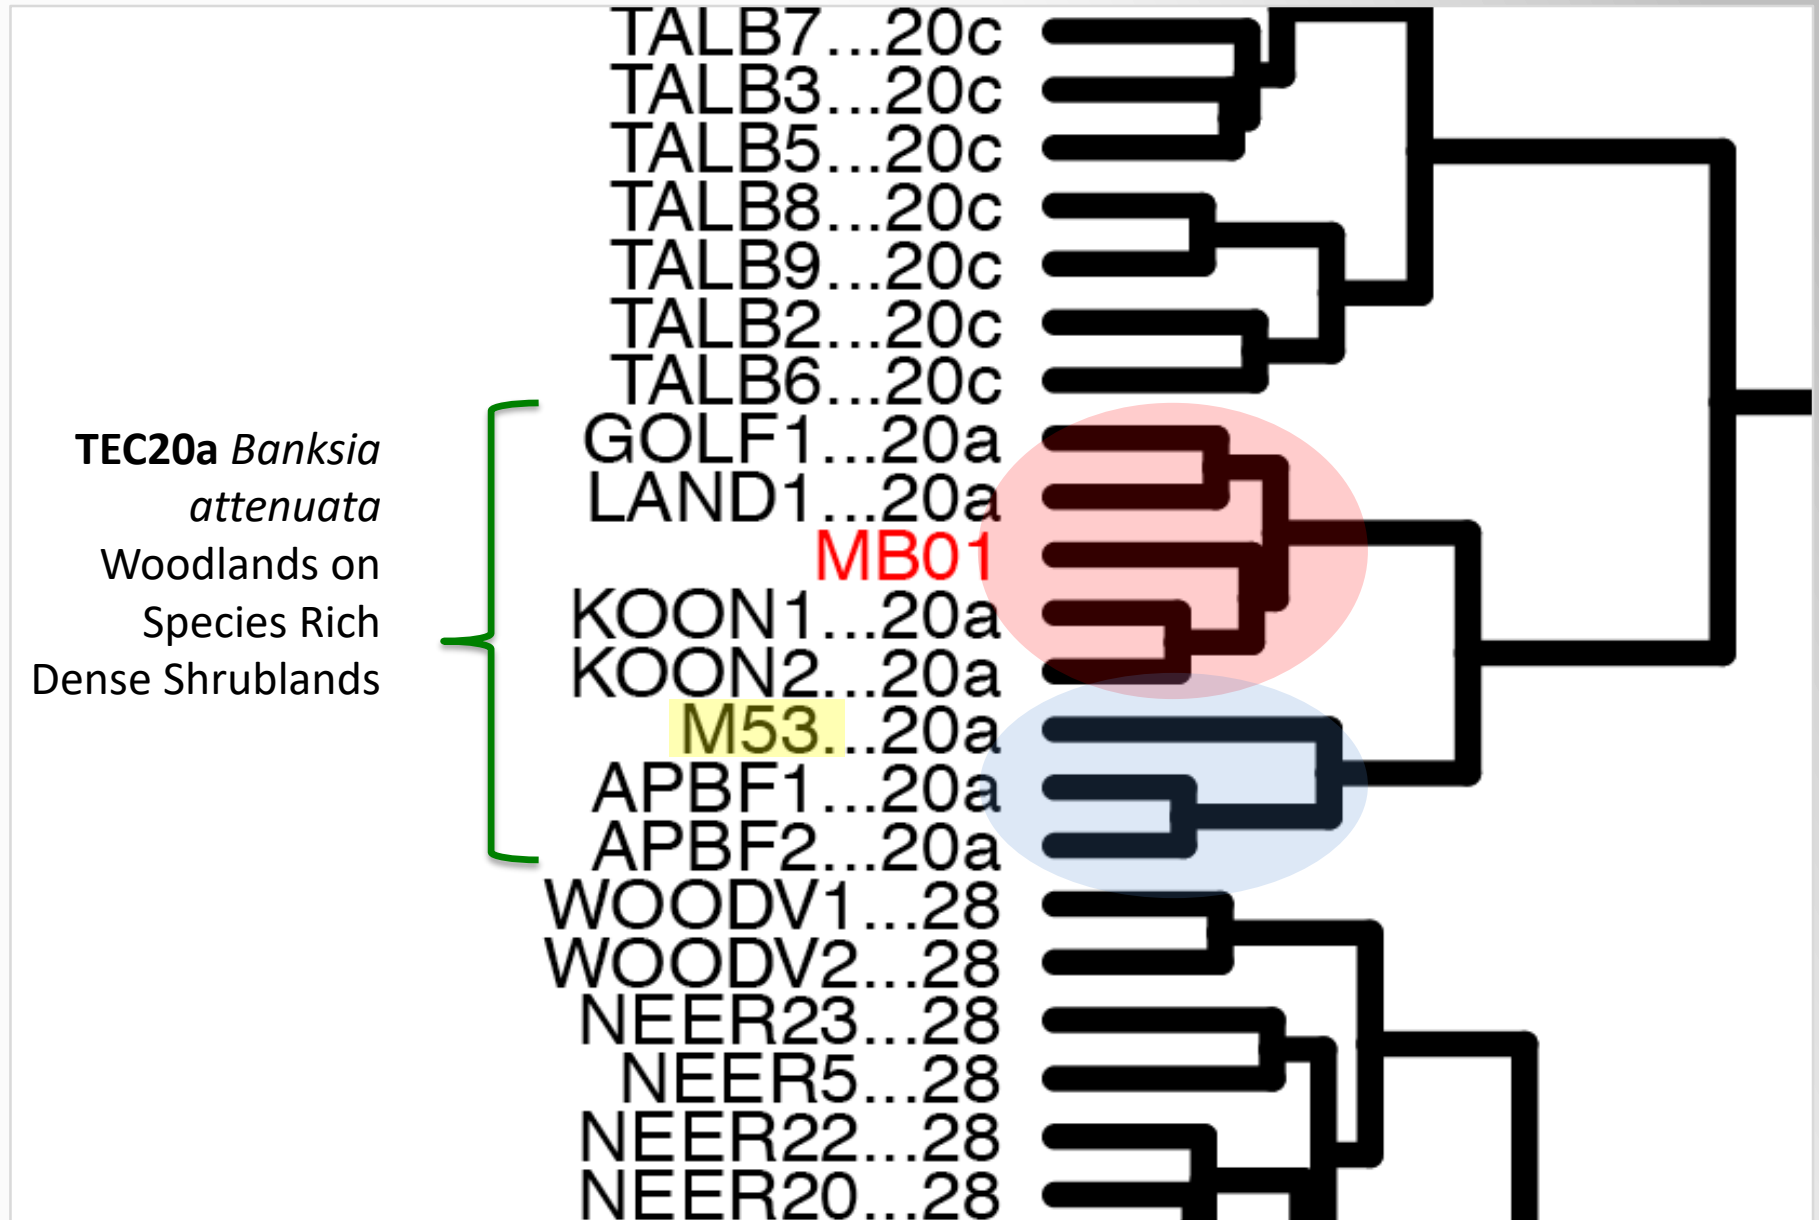 TALB7...20c
TALB3...20c
TALB5...20c
TALB8...20c
TALB9...20c
TALB2...20c
TALB6...20c
TEC20a Banksia
attenuata
Woodlands on
Species Rich
Dense Shrublands
GOLF1...20a
LAND1...20a
MB01
KOON1...20a
KOON2...20a
M53...20a
APBF1...20a
APBF2...20a
WOODV1...28
WOODV2...28
NEER23...28
NEER5...28
NEER22...28
NEER20...28